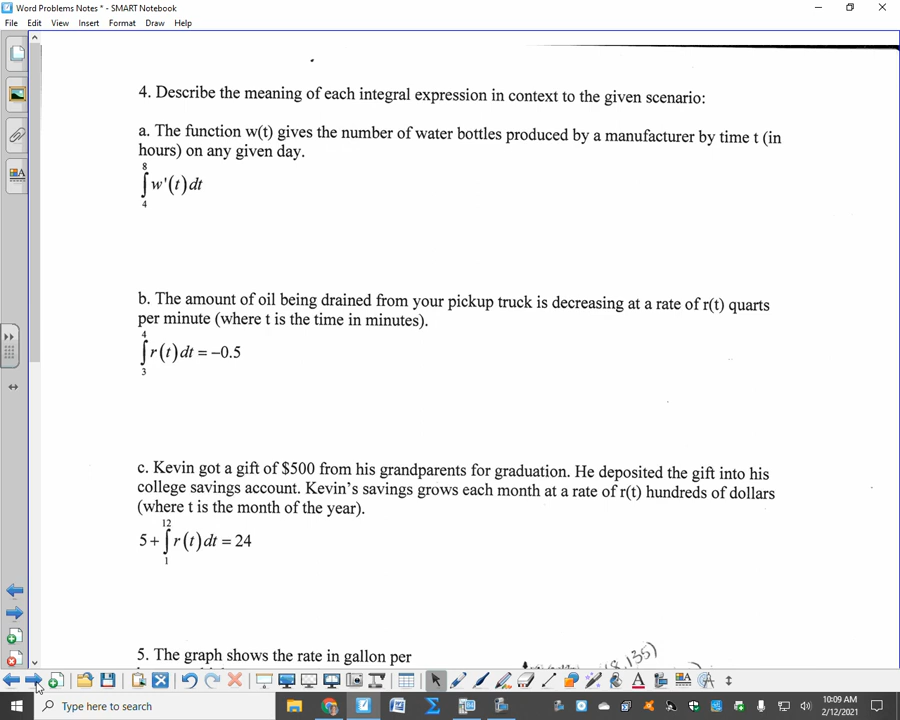 Word Problems Notes * - SMART Notebook
File Edit View Insert Format Draw Help
4. Describe the meaning of each integral expression in context to the given scenario:
a. The function w(t) gives the number of water bottles produced by a manufacturer by time t (in
hours) on any given day.
8
∫ w'(t)dt
4
b. The amount of oil being drained from your pickup truck is decreasing at a rate of r(t) quarts
per minute (where t is the time in minutes).
4
∫ r(t)dt = −0.5
3
c. Kevin got a gift of $500 from his grandparents for graduation. He deposited the gift into his
college savings account. Kevin's savings grows each month at a rate of r(t) hundreds of dollars
(where t is the month of the year).
12
5+ ∫ r(t)dt = 24
1
5. The graph shows the rate in gallon per
Type here to search
10:09 AM
2/12/2021